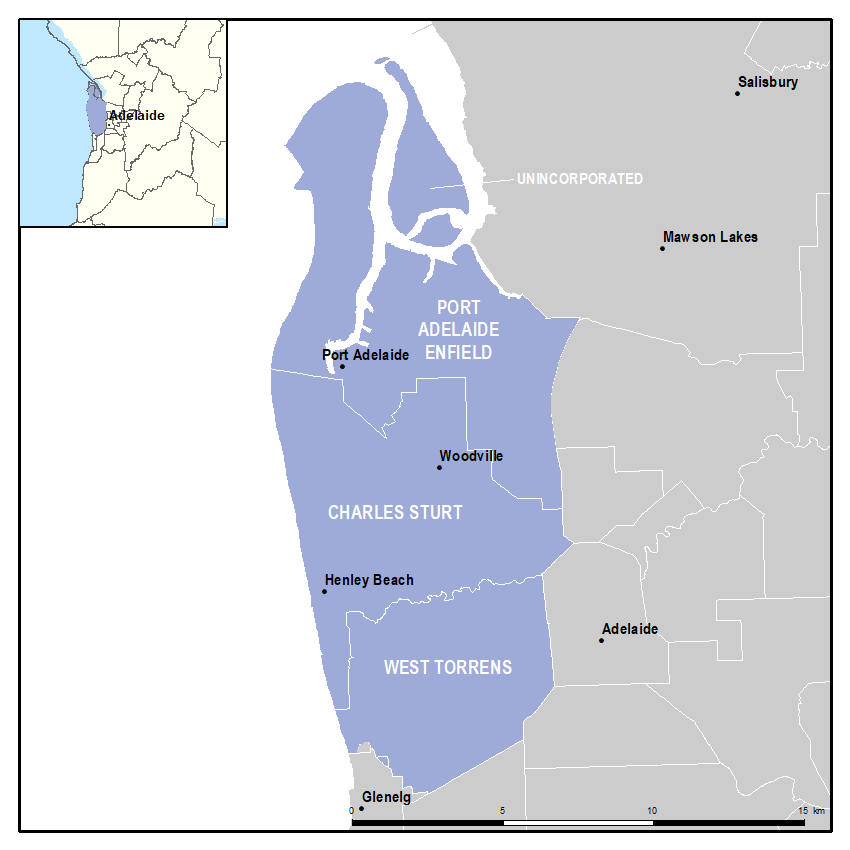 Adelaide
Salisbury
UNINCORPORATED
Mawson Lakes
PORT
ADELAIDE
ENFIELD
Port Adelaide
Woodville
CHARLES STURT
Henley Beach
Adelaide
WEST TORRENS
Glenelg
0 5 10 15 km